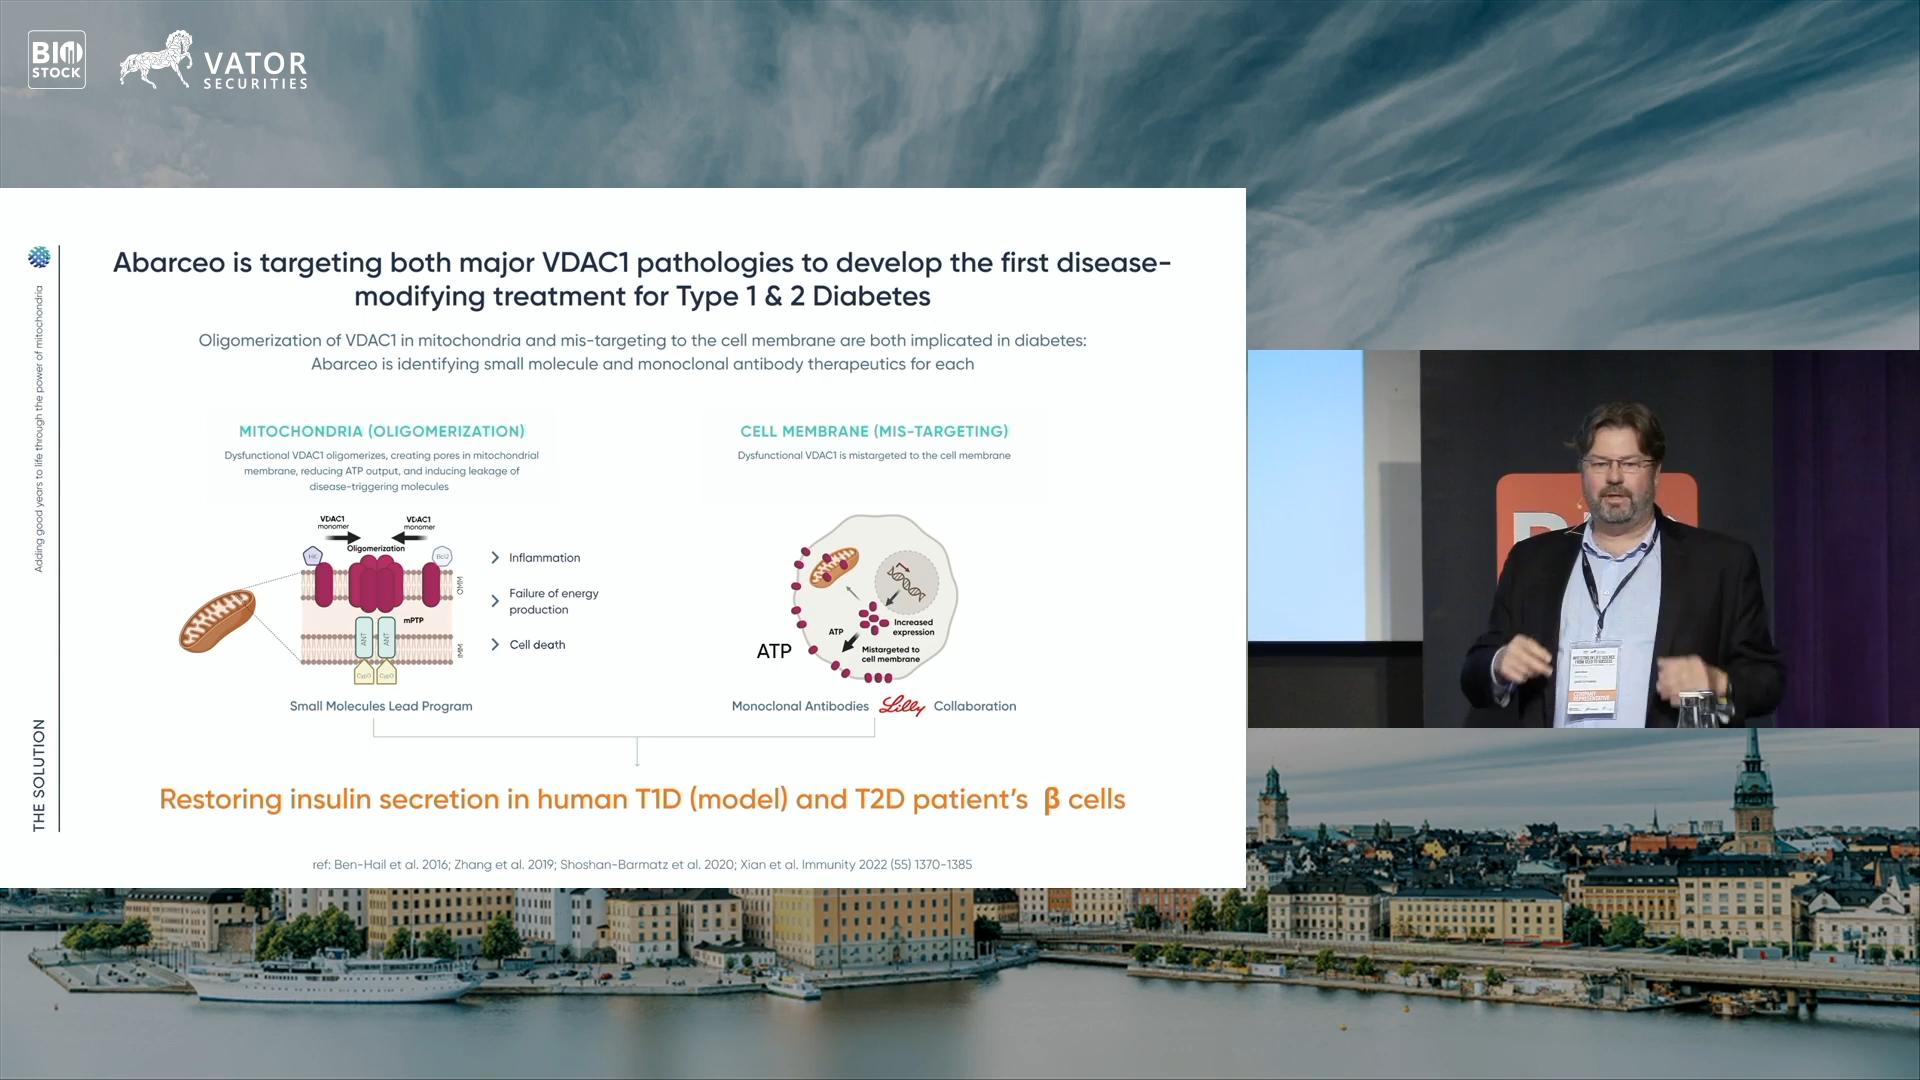 BIO
STOCK
VATOR
SECURITIES
Adding good years to life through the power of mitochondria
THE SOLUTION
Abarceo is targeting both major VDAC1 pathologies to develop the first disease-
modifying treatment for Type 1 & 2 Diabetes
Oligomerization of VDAC1 in mitochondria and mis-targeting to the cell membrane are both implicated in diabetes:
Abarceo is identifying small molecule and monoclonal antibody therapeutics for each
MITOCHONDRIA (OLIGOMERIZATION)
Dysfunctional VDAC1 oligomerizes, creating pores in mitochondrial
membrane, reducing ATP output, and inducing leakage of
disease-triggering molecules
VDAC1
monomer
VDAC1
monomer
Oligomerization
HK
Bcl2
OMM
mPTP
ANT
ANT
IMM
CypD
CypD
Inflammation
Failure of energy
production
Cell death
Small Molecules Lead Program
CELL MEMBRANE (MIS-TARGETING)
Dysfunctional VDAC1 is mistargeted to the cell membrane
Increased
expression
ATP
Mistargeted to
cell membrane
ATP
Monoclonal Antibodies Lilly Collaboration
Restoring insulin secretion in human T1D (model) and T2D patient's β cells
ref: Ben-Hail et al. 2016; Zhang et al. 2019; Shoshan-Barmatz et al. 2020; Xian et al. Immunity 2022 (55) 1370-1385